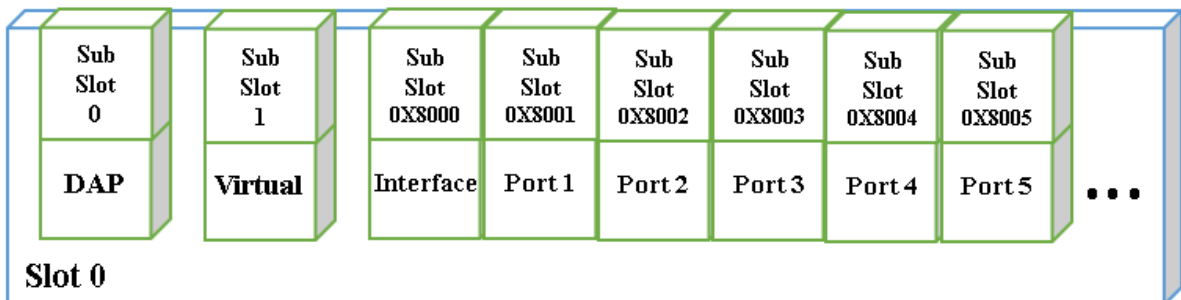 Sub
Slot
0
DAP
Sub
Slot
1
Virtual
Sub
Slot
0X8000
Interface
Sub
Slot
0X8001
Port 1
Sub
Slot
0X8002
Port 2
Sub
Slot
0X8003
Port 3
Sub
Slot
0X8004
Port 4
Sub
Slot
0X8005
Port 5
...
Slot 0